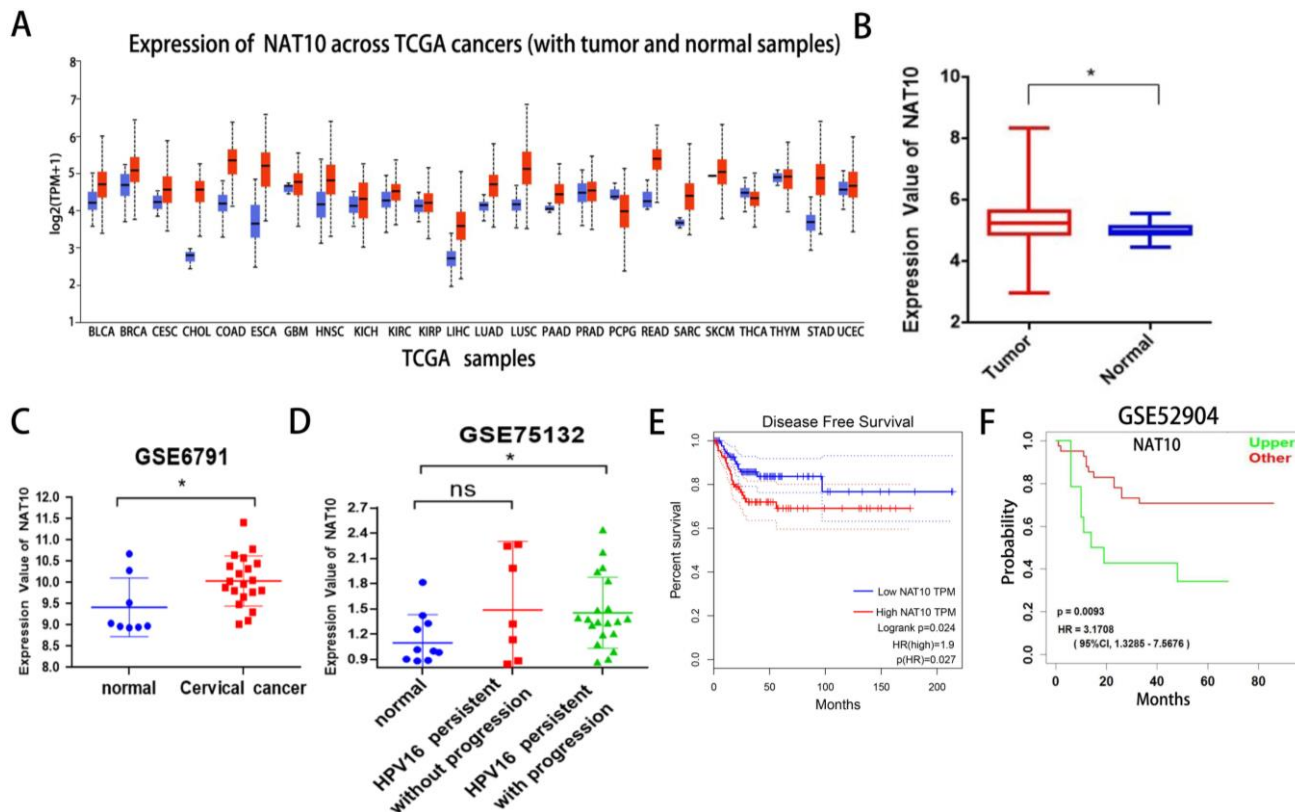 A
Expression of NAT10 across TCGA cancers (with tumor and normal samples)
log2(TPM+1)
8
7
6
5
4
3
2
1
BLCA BRCA CESC CHOL COAD ESCA GBM HNSC KICH KIRC KIRP LIHC LUAD LUSC PAAD PRAD PCPG READ SARC SKCM THCA THYM STAD UCEC
TCGA samples
B
Expression Value of NAT10
10
8
6
4
2
*
Tumor
Normal
C
GSE6791
*
Expression Value of NAT10
12.0
11.5
11.0
10.5
10.0
9.5
9.0
8.5
8.0
normal
Cervical cancer
D
GSE75132
*
ns
Expression Value of NAT10
2.7
2.4
2.1
1.8
1.5
1.2
0.9
normal
HPV16 persistent
without progression
HPV16 persistent
with progression
E
Disease Free Survival
Percent survival
1.0
0.8
0.6
0.4
0.2
0.0
Low NAT10 TPM
High NAT10 TPM
Logrank p=0.024
HR(high)=1.9
p(HR)=0.027
0 50 100 150 200
Months
F
GSE52904
NAT10
Upper
Other
Probability
1.0
0.8
0.6
0.4
0.2
0.0
p = 0.0093
HR = 3.1708
( 95%CI, 1.3285 - 7.5676 )
0 20 40 60 80
Months